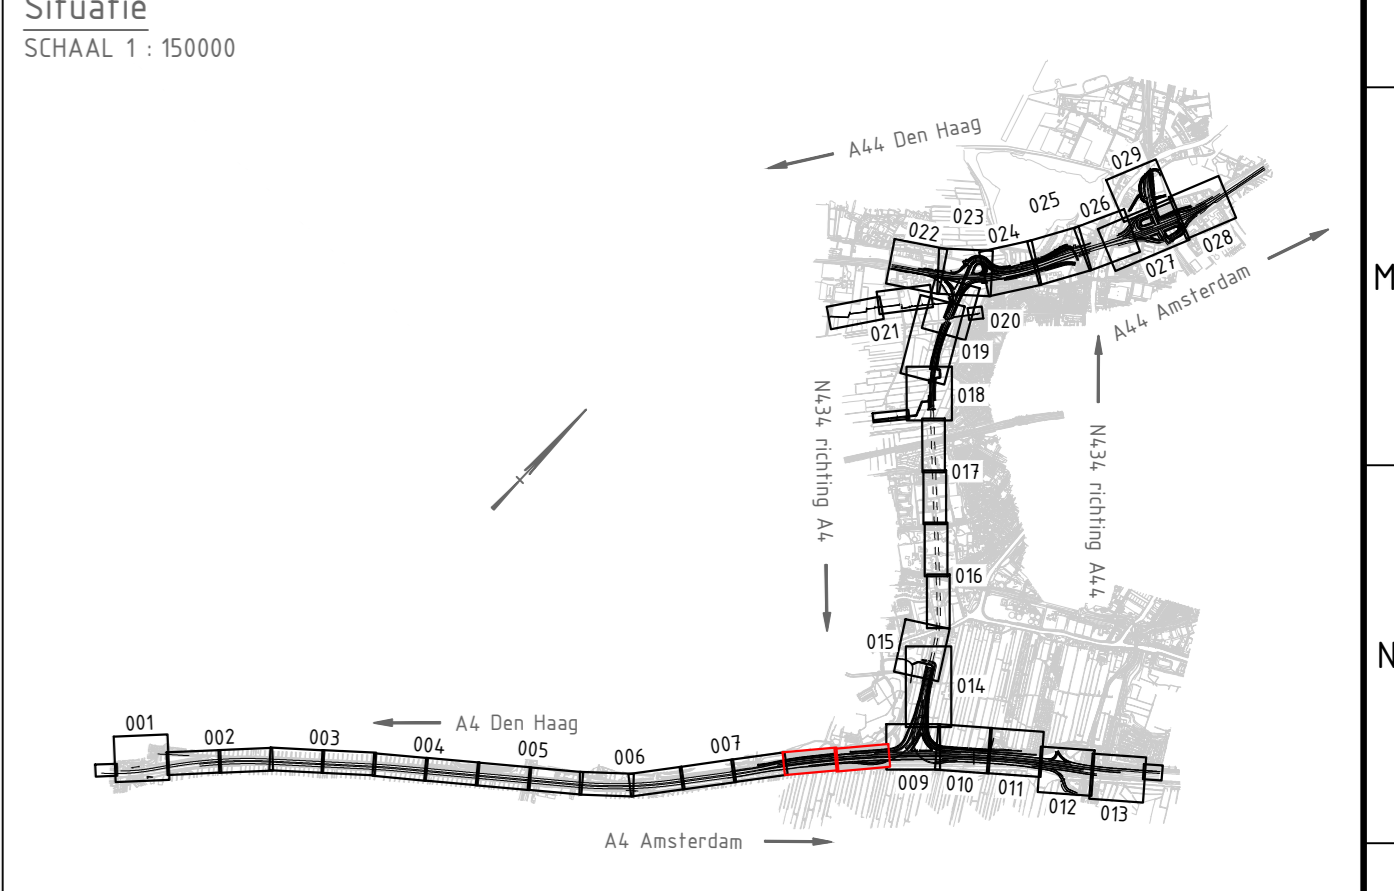 Situatie
SCHAAL 1 : 150000
A44 Den Haag
029
025
026
023
022
024
028
027
A44 Amsterdam
021
020
019
018
N434 richting A4
N434 richting A44
017
016
015
014
001
002
003
A4 Den Haag
004
005
006
007
009
010
011
012
013
A4 Amsterdam
M
N